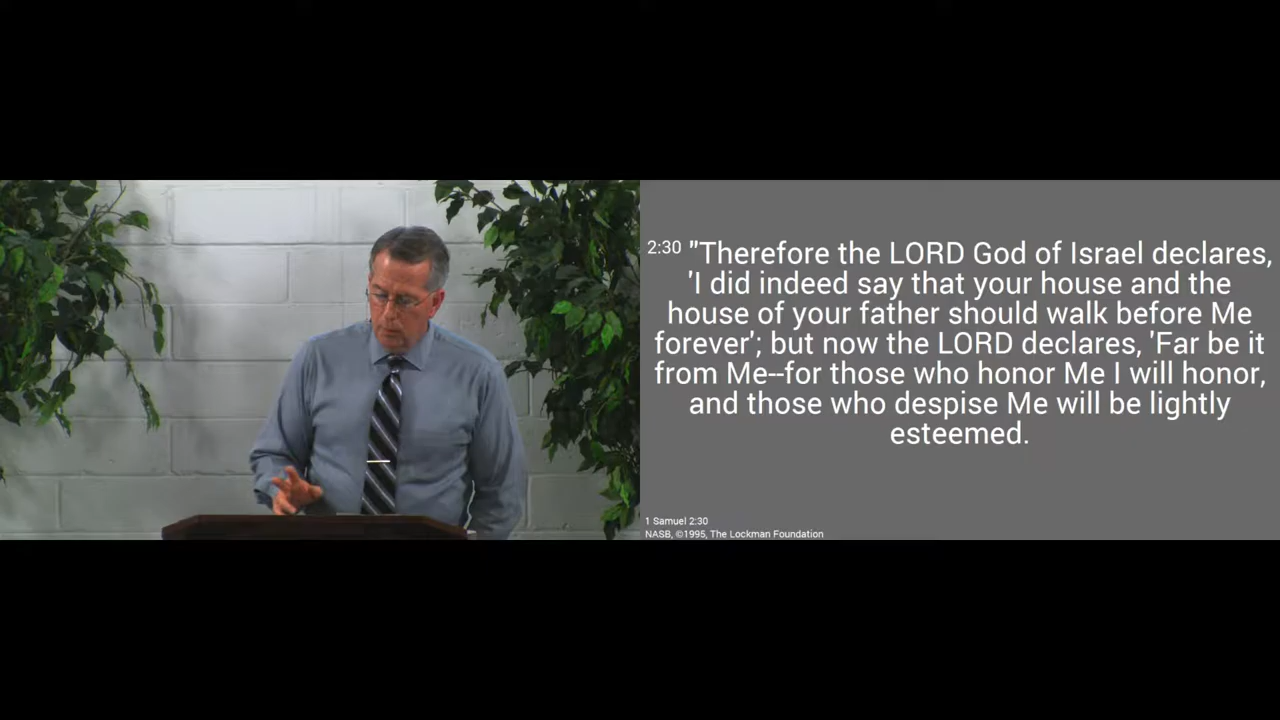 2:30 "Therefore the LORD God of Israel declares,
'I did indeed say that your house and the
house of your father should walk before Me
forever'; but now the LORD declares, 'Far be it
from Me--for those who honor Me I will honor,
and those who despise Me will be lightly
esteemed.
1 Samuel 2:30
NASB, ©1995, The Lockman Foundation